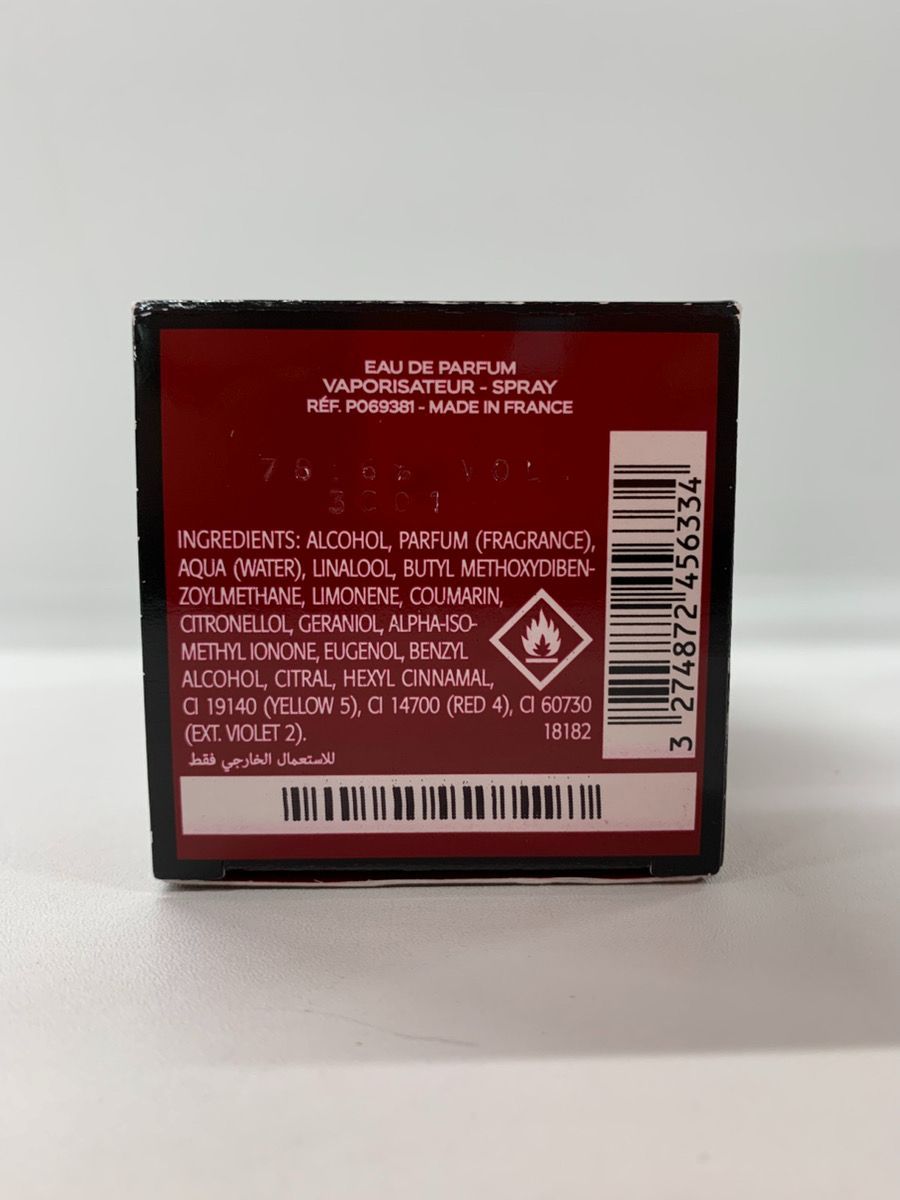 EAU DE PARFUM
VAPORISATEUR - SPRAY
RÉF. P069381 - MADE IN FRANCE
VOL.
3C01
INGREDIENTS: ALCOHOL, PARFUM (FRAGRANCE),
AQUA (WATER), LINALOOL, BUTYL METHOXYDIBEN-
ZOYLMETHANE, LIMONENE, COUMARIN,
CITRONELLOL, GERANIOL, ALPHA-ISO-
METHYL IONONE, EUGENOL, BENZYL
ALCOHOL, CITRAL, HEXYL CINNAMAL,
CI 19140 (YELLOW 5), CI 14700 (RED 4), CI 60730
(EXT. VIOLET 2).
18182
للاستعمال الخارجي فقط
3 274872 456334